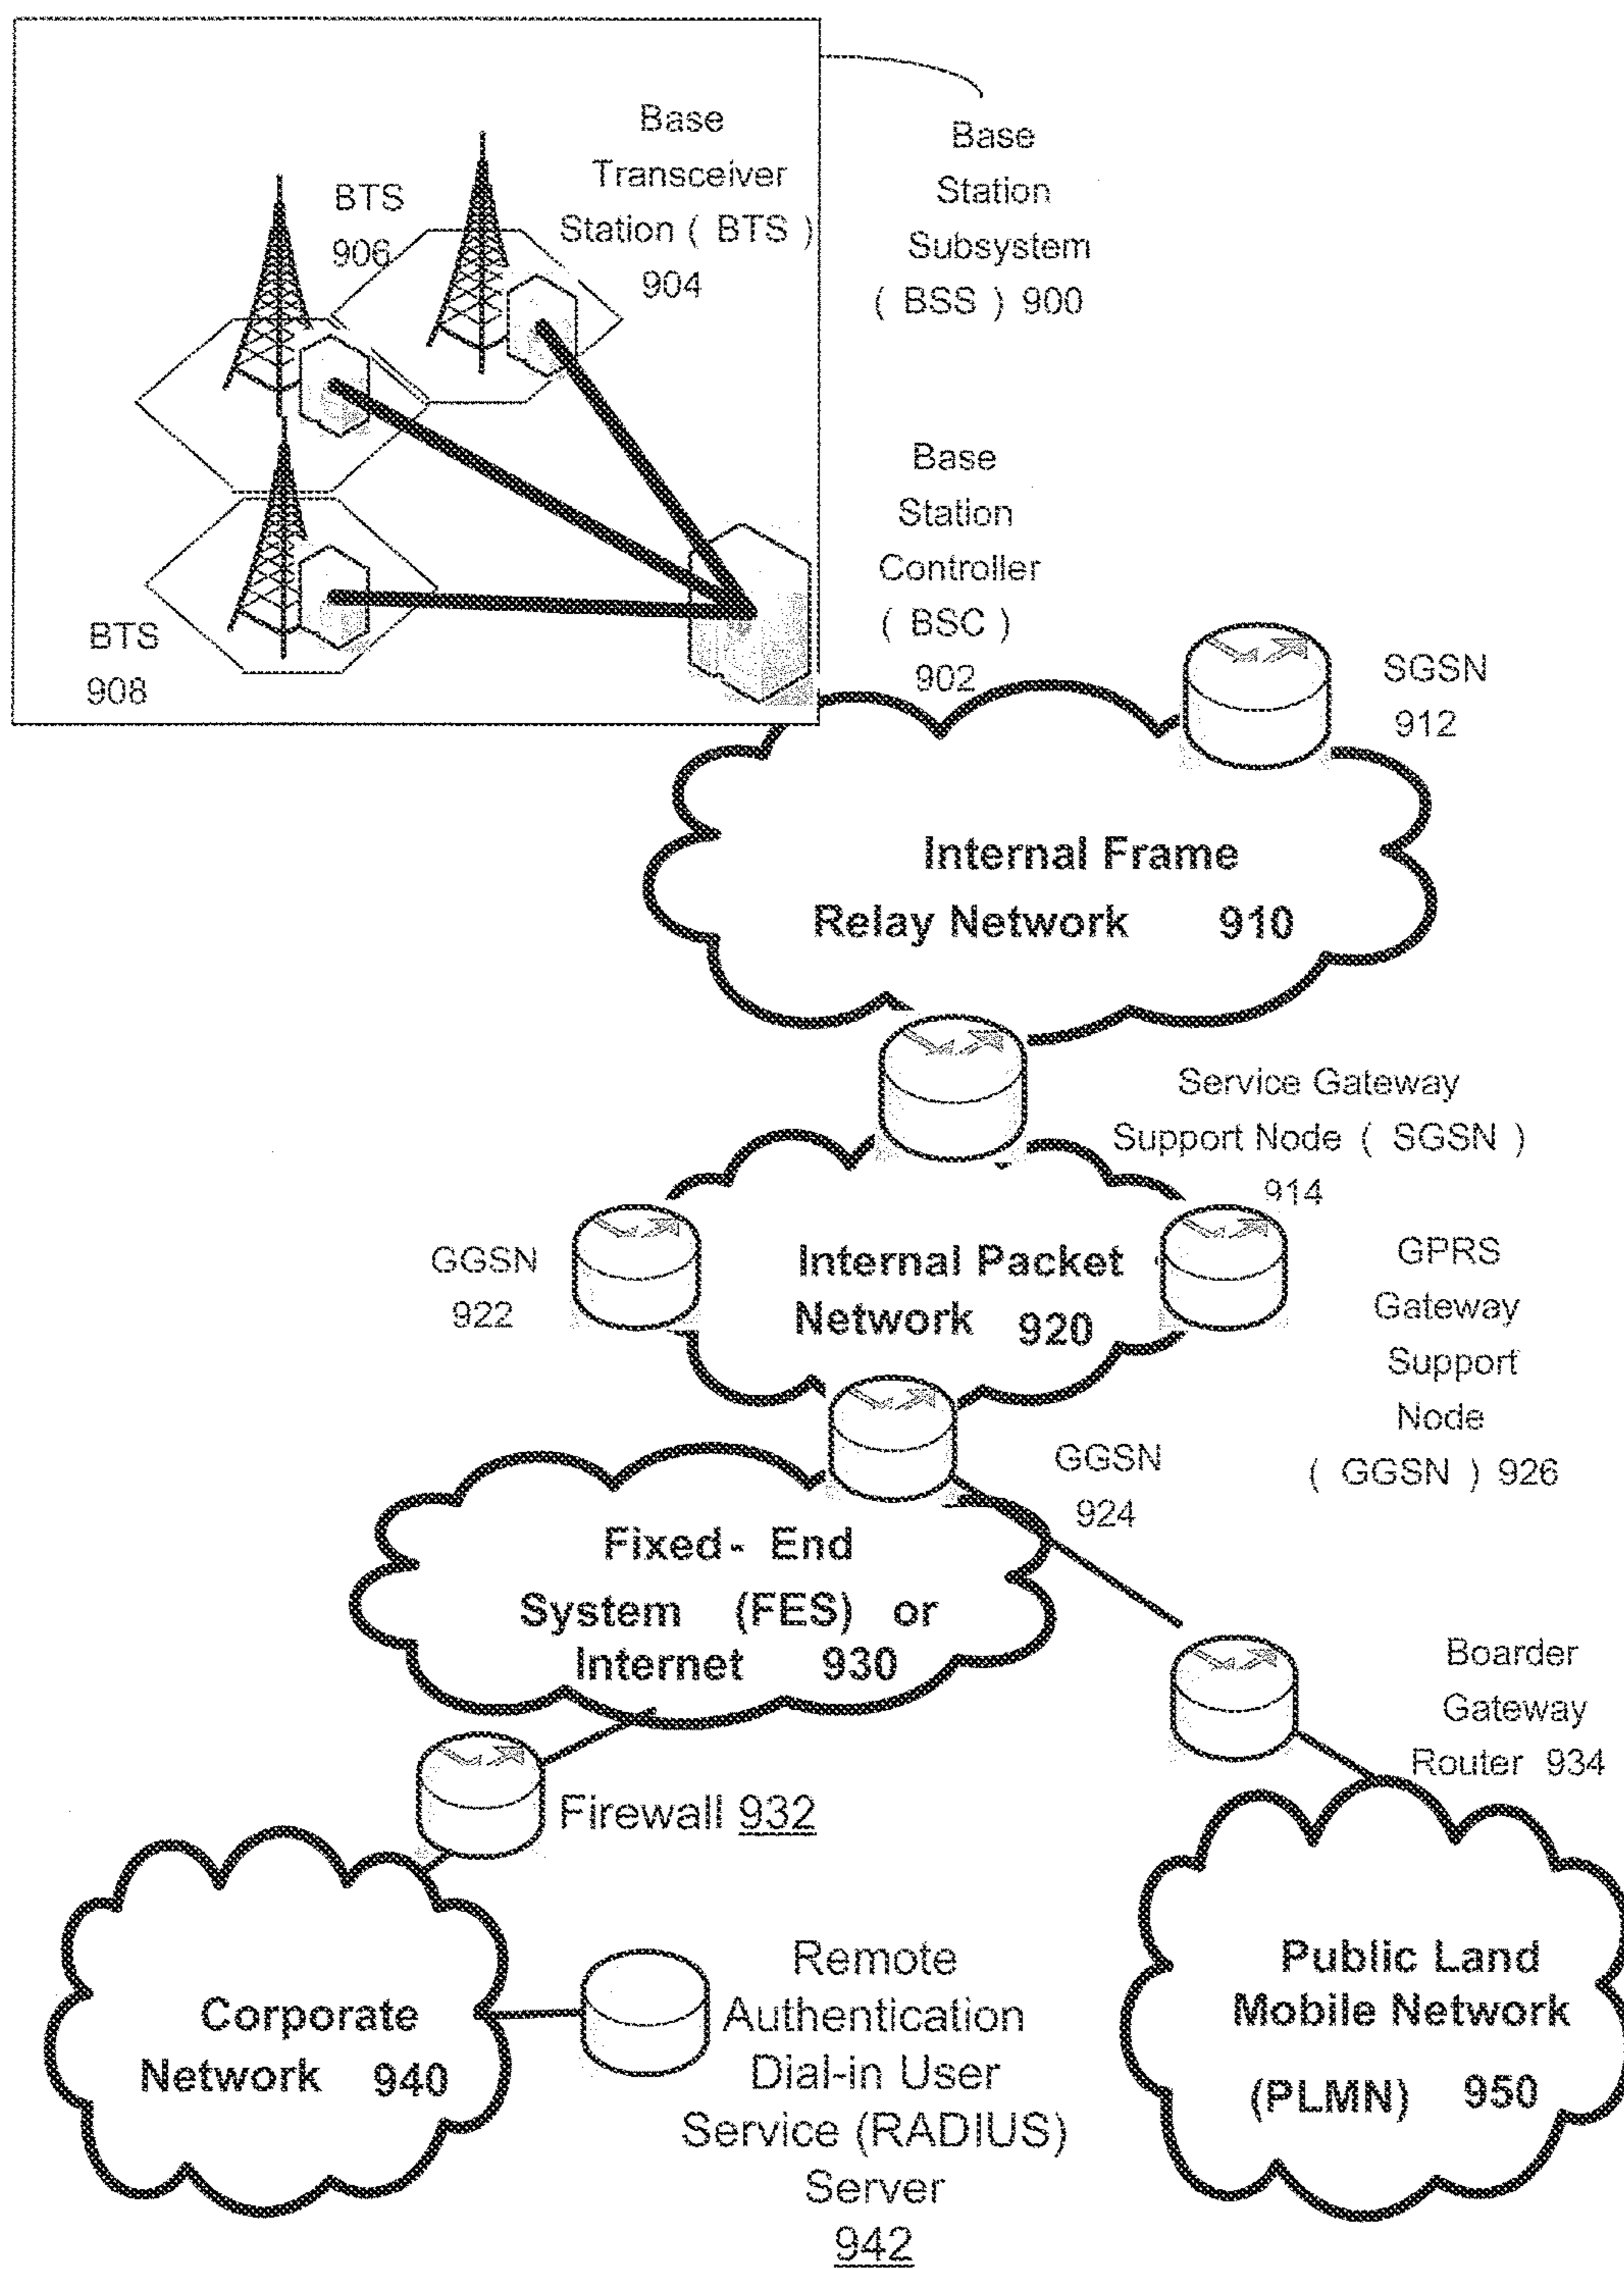 Base
Transceiver
Station ( BTS )
904
BTS
906
BTS
908
Base
Station
Subsystem
( BSS ) 900
Base
Station
Controller
( BSC )
902
SGSN
912
Internal Frame
Relay Network 910
Service Gateway
Support Node ( SGSN )
914
GGSN
922
Internal Packet
Network 920
GPRS
Gateway
Support
Node
( GGSN ) 926
GGSN
924
Fixed- End
System (FES) or
Internet 930
Boarder
Gateway
Router 934
Firewall 932
Corporate
Network 940
Remote
Authentication
Dial-in User
Service (RADIUS)
Server
942
Public Land
Mobile Network
(PLMN) 950